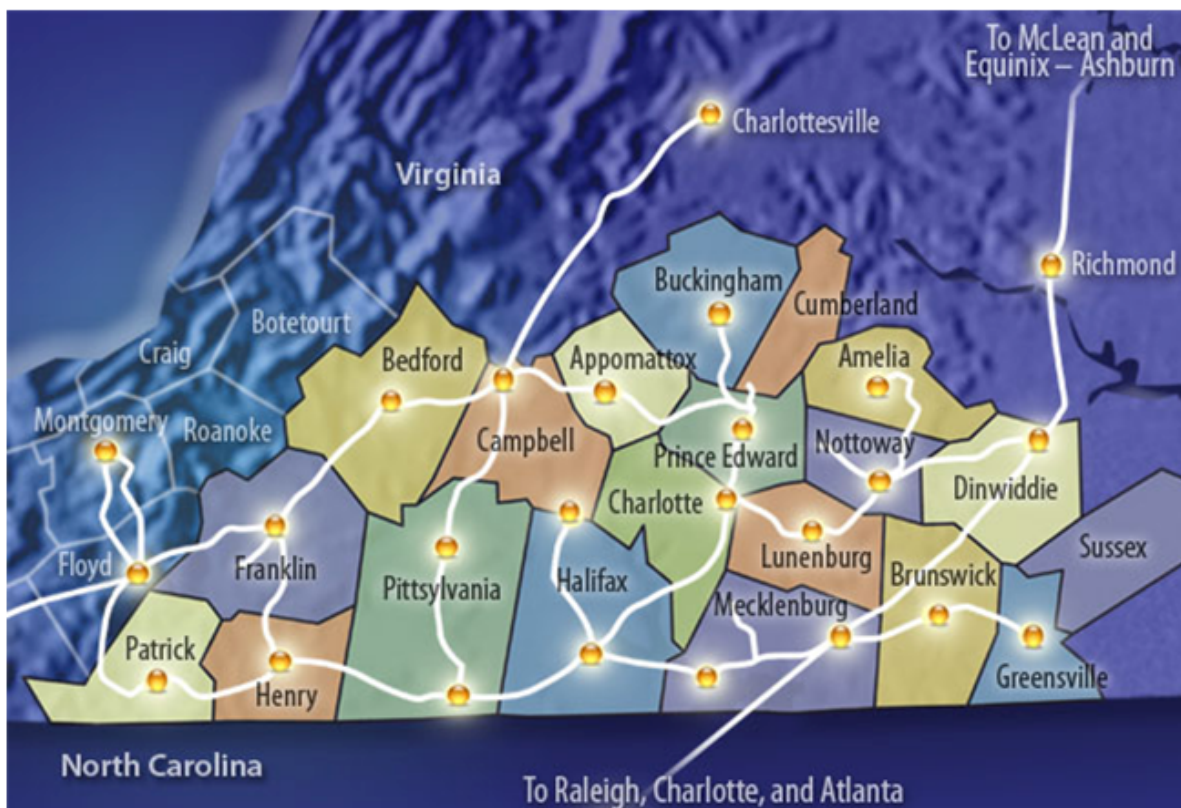 To McLean and
Equinix – Ashburn
Charlottesville
Virginia
Richmond
Buckingham
Cumberland
Botetourt
Craig
Bedford
Appomattox
Amelia
Montgomery
Roanoke
Campbell
Prince Edward
Nottoway
Dinwiddie
Charlotte
Floyd
Franklin
Pittsylvania
Halifax
Lunenburg
Brunswick
Sussex
Mecklenburg
Patrick
Henry
Greensville
North Carolina
To Raleigh, Charlotte, and Atlanta